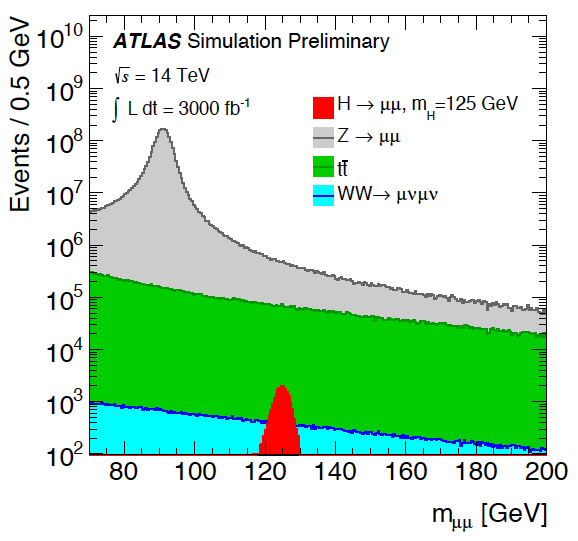 Events / 0.5 GeV
10¹⁰
10⁹
10⁸
10⁷
10⁶
10⁵
10⁴
10³
10²
ATLAS Simulation Preliminary
√s = 14 TeV
∫ L dt = 3000 fb⁻¹
H → μμ, m_H=125 GeV
Z → μμ
tt̅
WW→ μνμν
80 100 120 140 160 180 200
m_μμ [GeV]